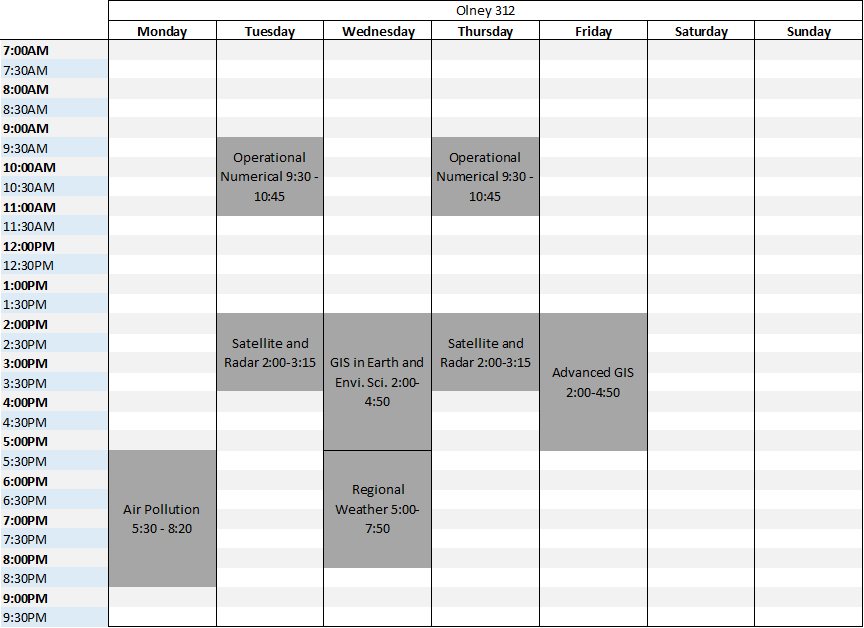 Olney 312
Monday Tuesday Wednesday Thursday Friday Saturday Sunday
7:00AM
7:30AM
8:00AM
8:30AM
9:00AM
9:30AM
10:00AM
10:30AM
11:00AM
11:30AM
12:00PM
12:30PM
1:00PM
1:30PM
2:00PM
2:30PM
3:00PM
3:30PM
4:00PM
4:30PM
5:00PM
5:30PM
6:00PM
6:30PM
7:00PM
7:30PM
8:00PM
8:30PM
9:00PM
9:30PM
Air Pollution
5:30 - 8:20
Operational
Numerical 9:30 -
10:45
Satellite and
Radar 2:00-3:15
GIS in Earth and
Envi. Sci. 2:00-
4:50
Regional
Weather 5:00-
7:50
Operational
Numerical 9:30 -
10:45
Satellite and
Radar 2:00-3:15
Advanced GIS
2:00-4:50